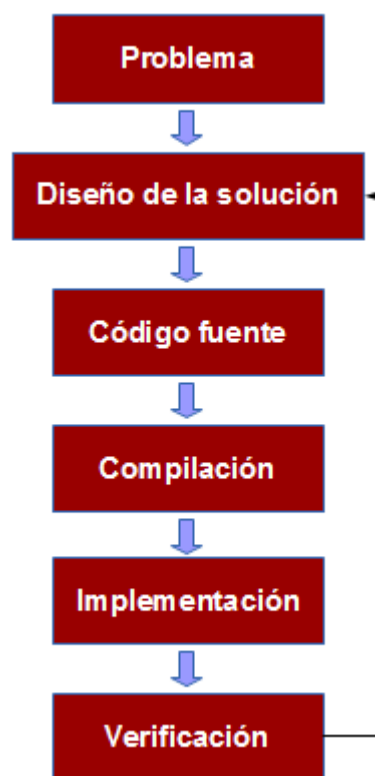 Problema
Diseño de la solución
Código fuente
Compilación
Implementación
Verificación